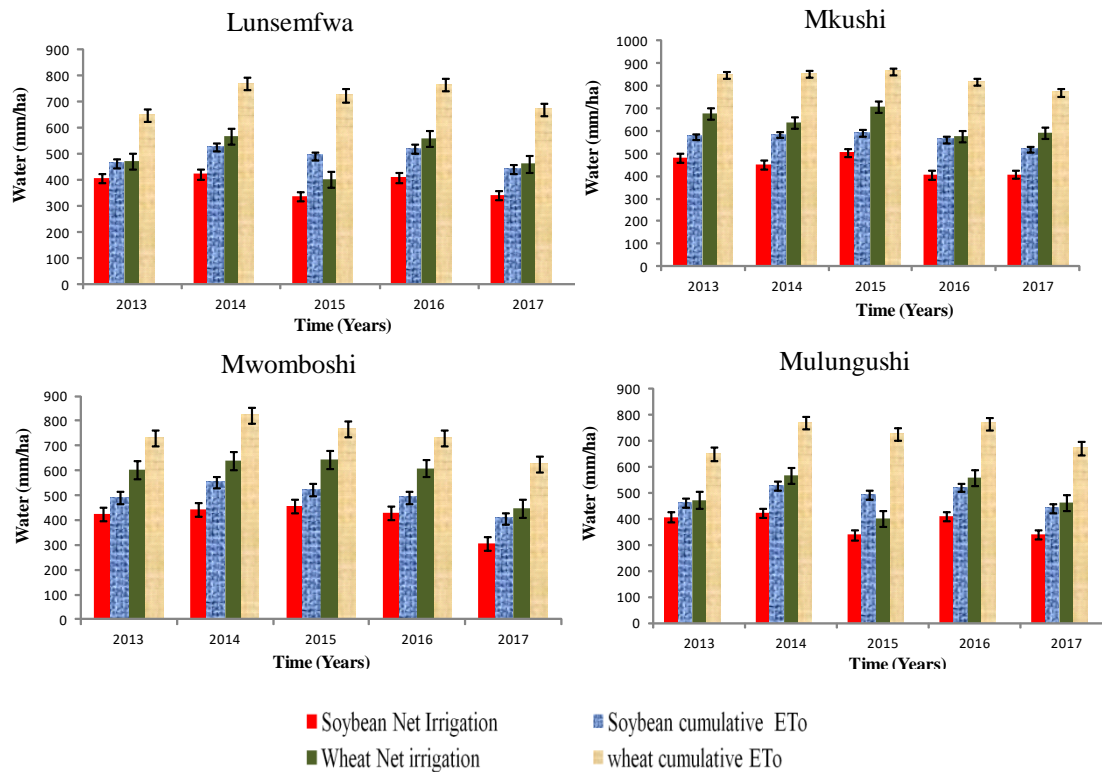 Lunsemfwa
900
800
700
600
500
400
300
200
100
0
Water (mm/ha)
2013 2014 2015 2016 2017
Time (Years)
Mkushi
1000
900
800
700
600
500
400
300
200
100
0
Water (mm/ha)
2013 2014 2015 2016 2017
Time (Years)
Mwomboshi
900
800
700
600
500
400
300
200
100
0
Water (mm/ha)
2013 2014 2015 2016 2017
Time (Years)
Mulungushi
900
800
700
600
500
400
300
200
100
0
Water (mm/ha)
2013 2014 2015 2016 2017
Time (Years)
Soybean Net Irrigation
Soybean cumulative ETo
Wheat Net irrigation
wheat cumulative ETo